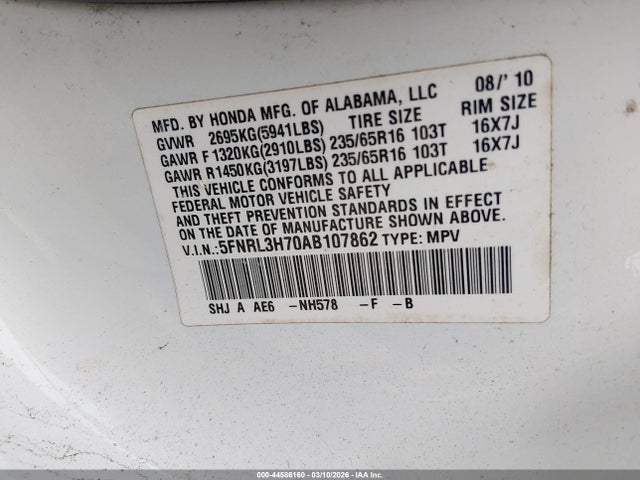 MFD. BY HONDA MFG. OF ALABAMA, LLC 08/'10
GVWR 2695KG(5941LBS) TIRE SIZE RIM SIZE
GAWR F 1320KG(2910LBS) 235/65R16 103T 16X7J
GAWR R 1450KG(3197LBS) 235/65R16 103T 16X7J
THIS VEHICLE CONFORMS TO ALL APPLICABLE
FEDERAL MOTOR VEHICLE SAFETY
AND THEFT PREVENTION STANDARDS IN EFFECT
ON THE DATE OF MANUFACTURE SHOWN ABOVE.
V.I.N.:5FNRL3H70AB107862 TYPE: MPV
SHJ A AE6 -NH578 -F -B
000-44586160 - 03/10/2026 - IAA Inc.